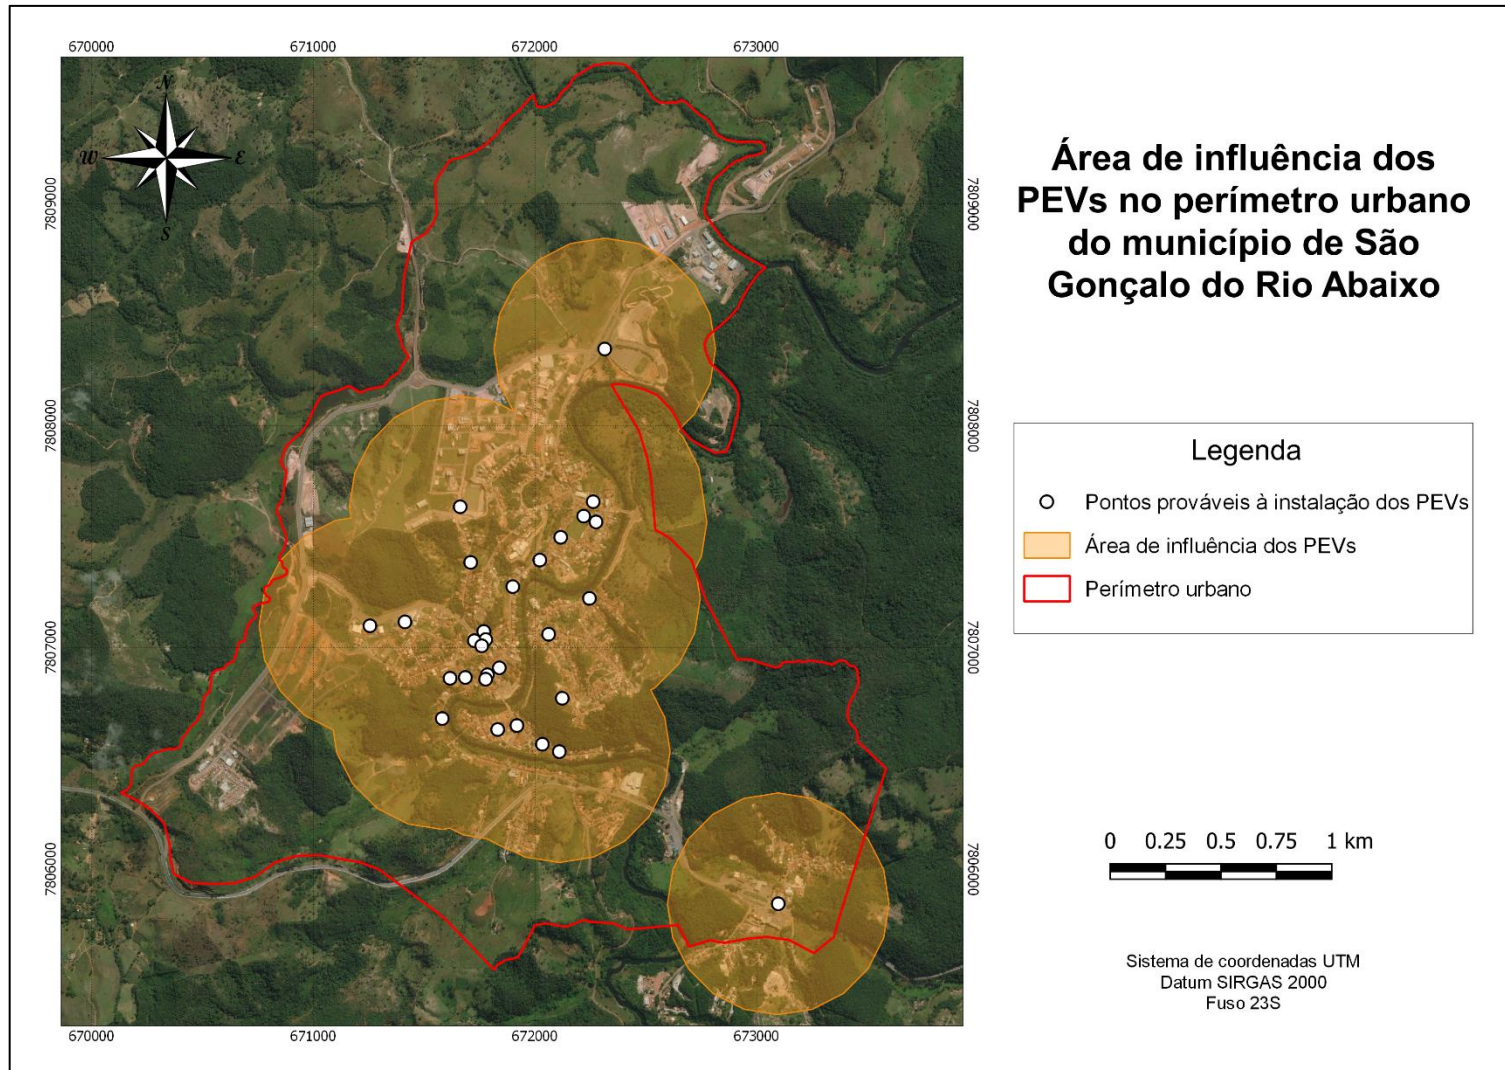 670000
671000
672000
673000
N
W
E
S
7809000
7808000
7807000
7806000
7809000
7808000
7807000
7806000
670000
671000
672000
673000
Área de influência dos
PEVs no perímetro urbano
do município de São
Gonçalo do Rio Abaixo
Legenda
Pontos prováveis à instalação dos PEVs
Área de influência dos PEVs
Perímetro urbano
0 0.25 0.5 0.75 1 km
Sistema de coordenadas UTM
Datum SIRGAS 2000
Fuso 23S